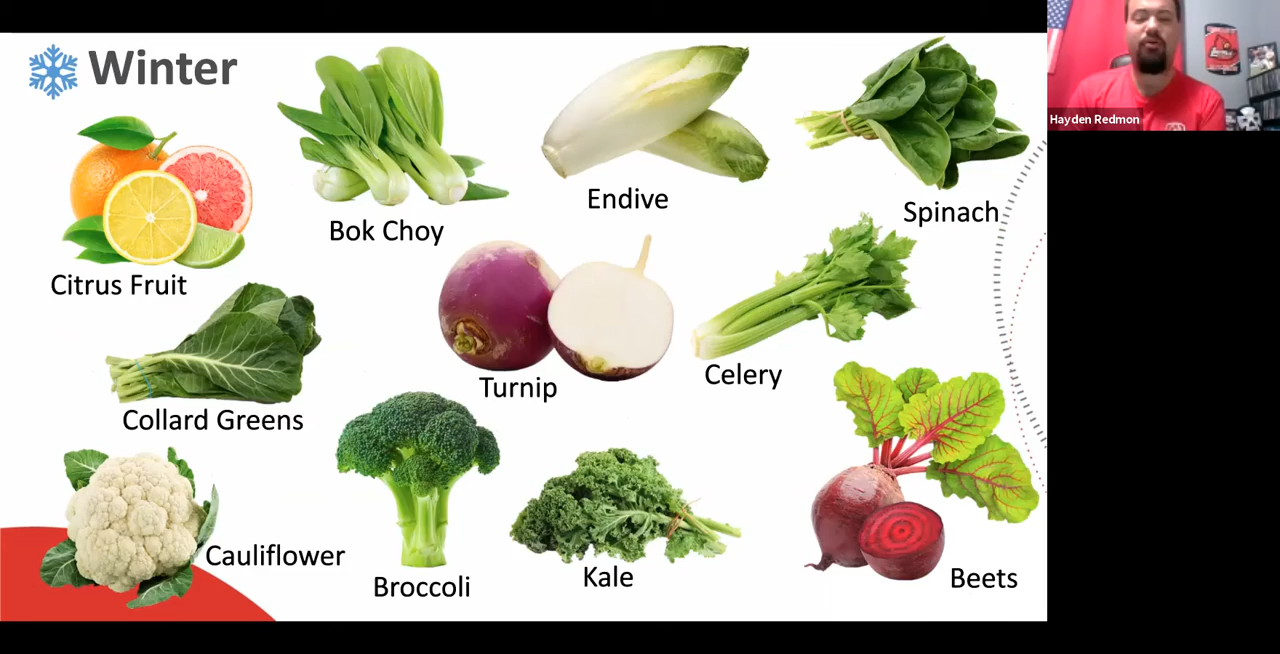 Winter
Hayden Redmon
Citrus Fruit
Bok Choy
Endive
Spinach
Collard Greens
Turnip
Celery
Cauliflower
Broccoli
Kale
Beets